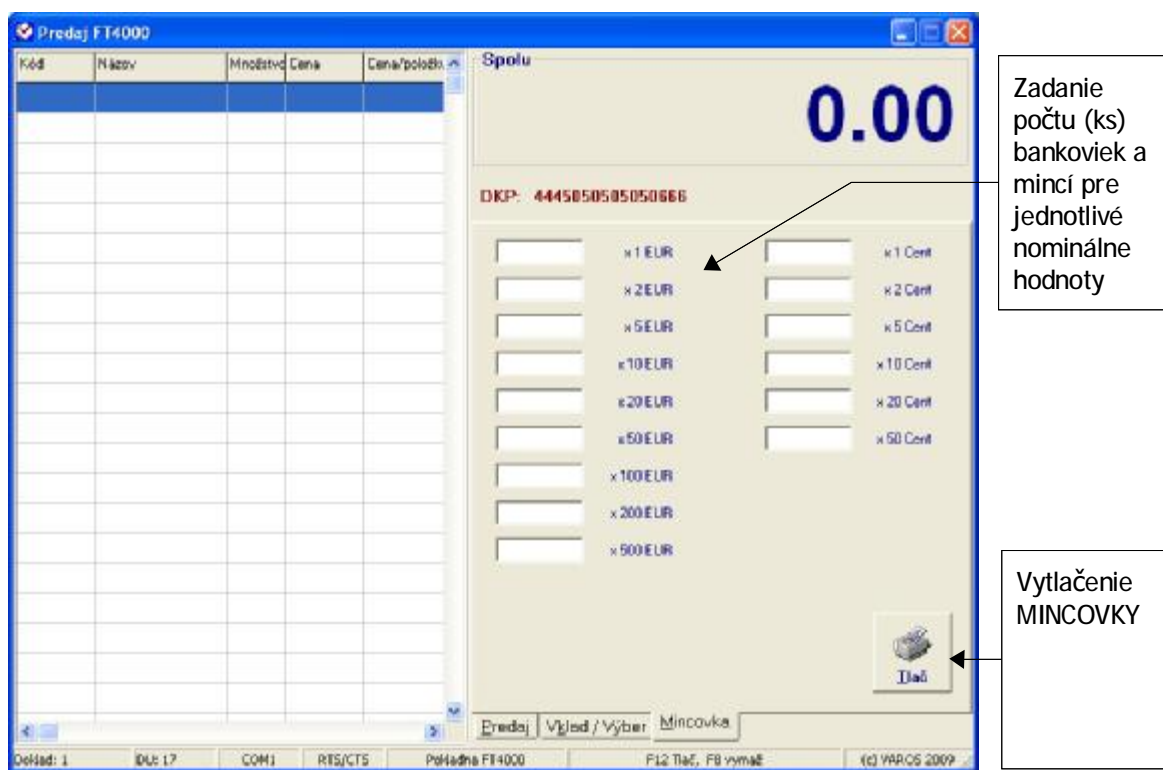 Predaj FT4000
Kód Názov Množstvo Cena Cena/položk
Spolu
0.00
DKP: 4445050505050666
x 1 EUR x 1 Cent
x 2 EUR x 2 Cent
x 5 EUR x 5 Cent
x 10 EUR x 10 Cent
x 20 EUR x 20 Cent
x 50 EUR x 50 Cent
x 100 EUR
x 200 EUR
x 500 EUR
Tlač
Predaj Vklad / Výber Mincovka
Doklad: 1 DU: 17 COM1 RTS/CTS Pokladna FT4000 F12 Tlač, F8 vymaž (c) VAROS 2009
Zadanie
počtu (ks)
bankoviek a
mincí pre
jednotlivé
nominálne
hodnoty
Vytlačenie
MINCOVKY